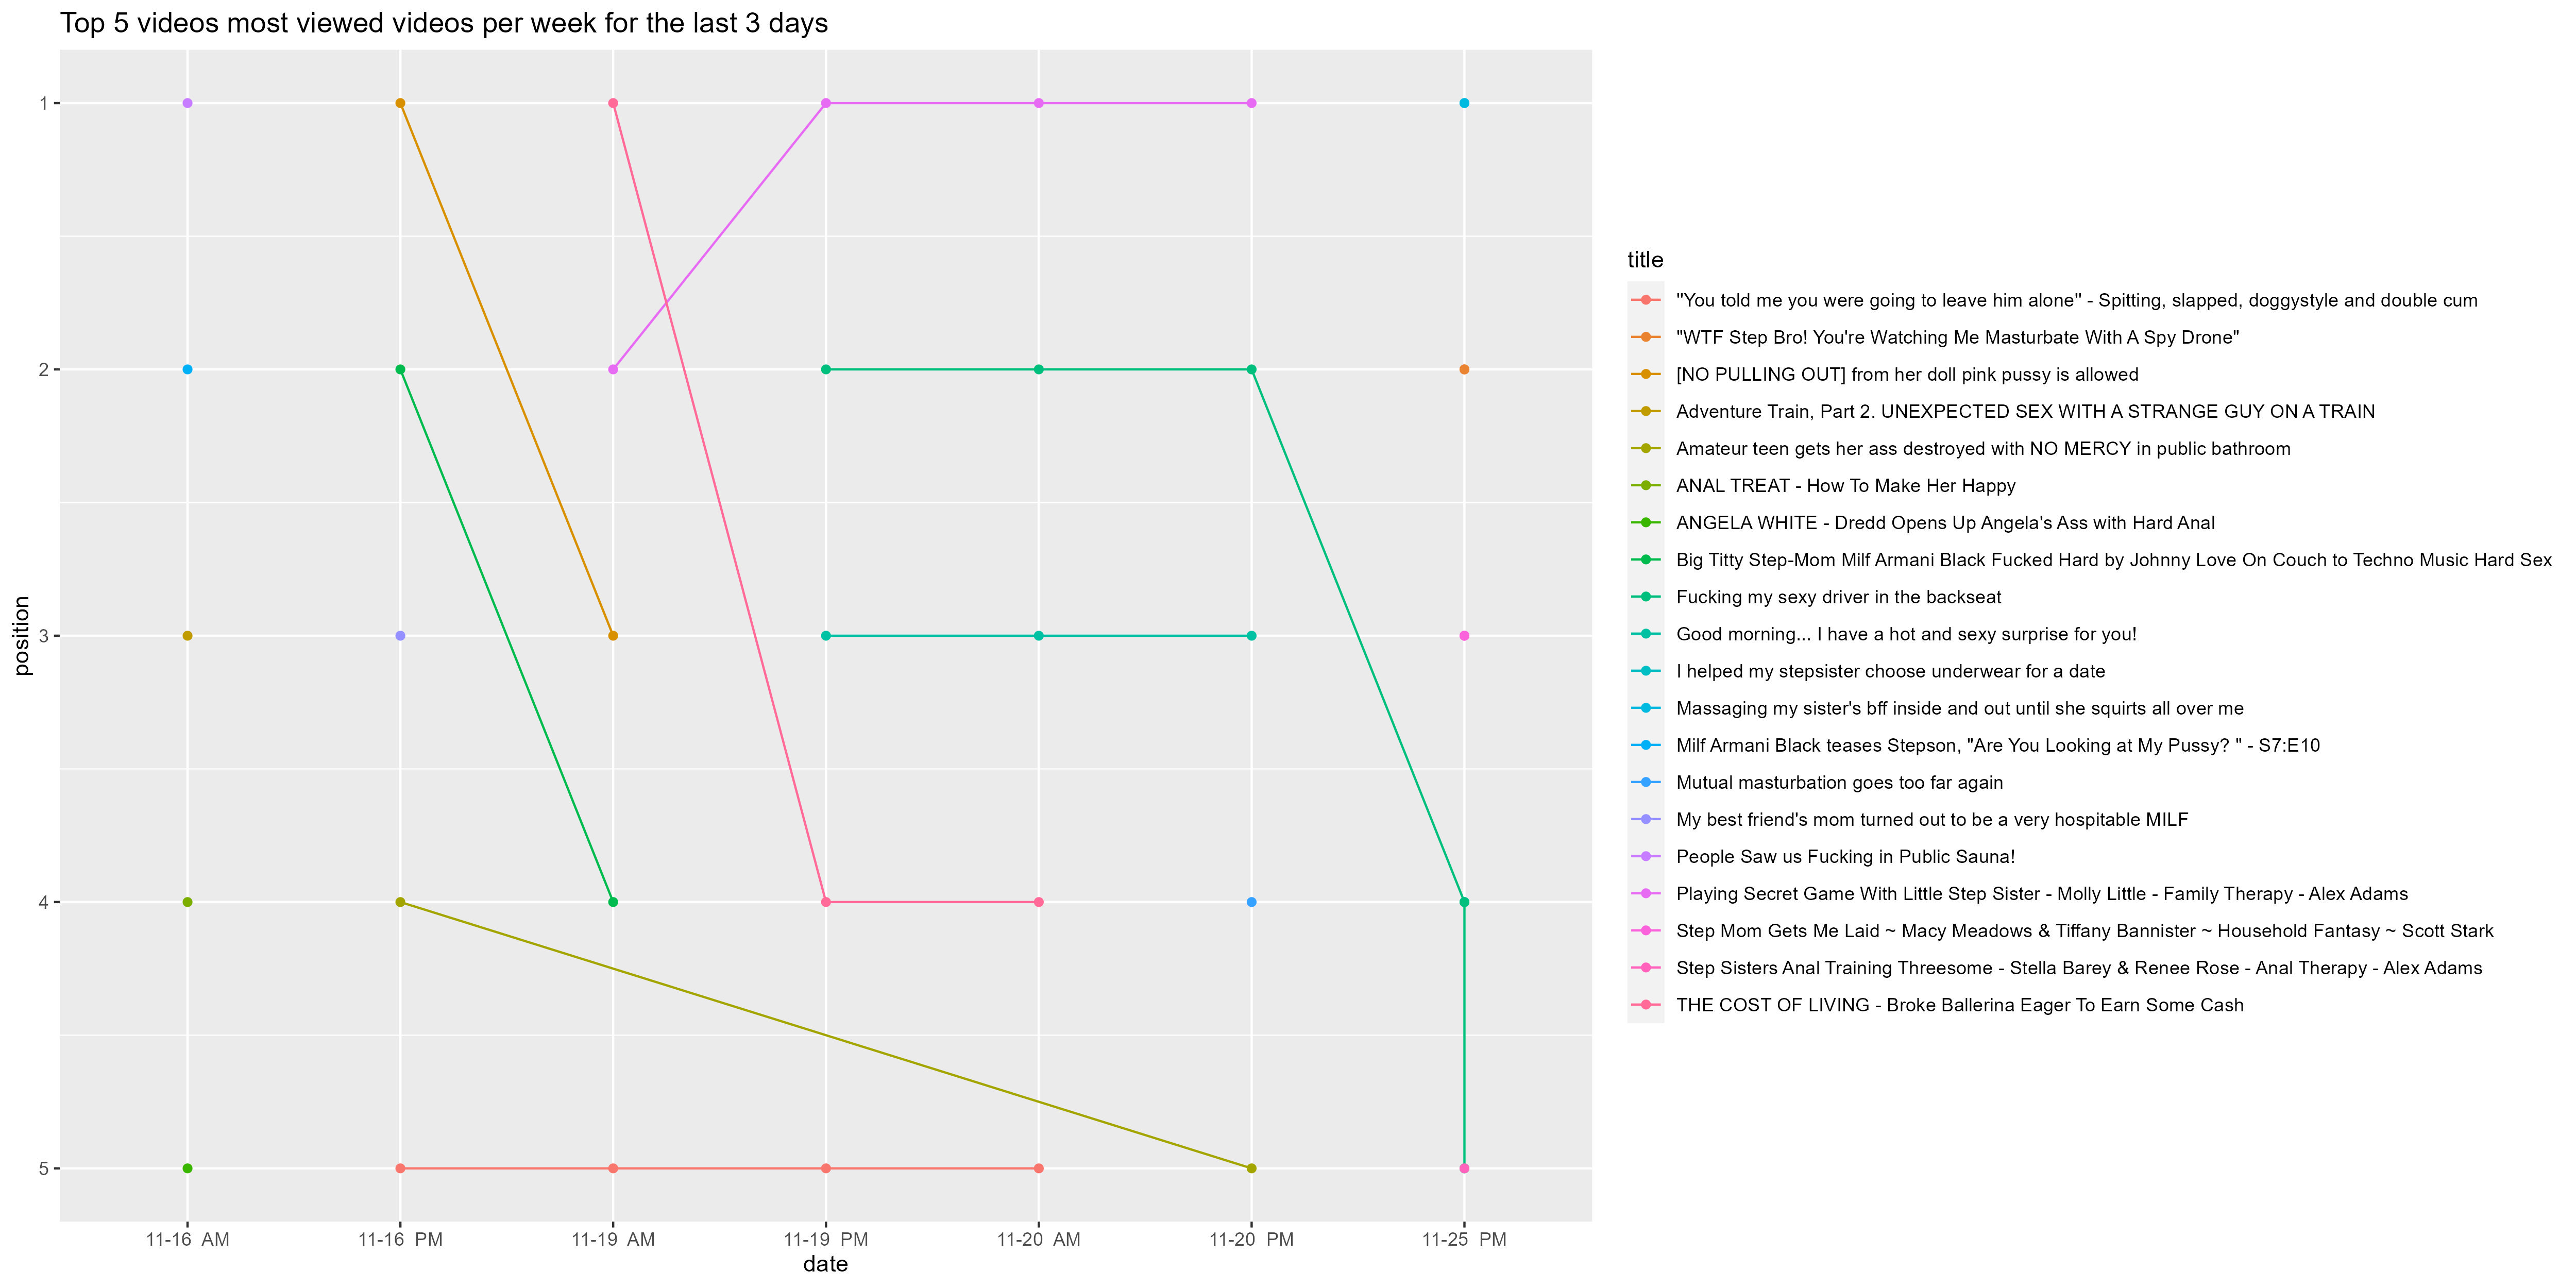 Top 5 videos most viewed videos per week for the last 3 days
position
1
2
3
4
5
11-16 AM
11-16 PM
11-19 AM
11-19 PM
11-20 AM
11-20 PM
11-25 PM
date
title
"You told me you were going to leave him alone" - Spitting, slapped, doggystyle and double cum
"WTF Step Bro! You're Watching Me Masturbate With A Spy Drone"
[NO PULLING OUT] from her doll pink pussy is allowed
Adventure Train, Part 2. UNEXPECTED SEX WITH A STRANGE GUY ON A TRAIN
Amateur teen gets her ass destroyed with NO MERCY in public bathroom
ANAL TREAT - How To Make Her Happy
ANGELA WHITE - Dredd Opens Up Angela's Ass with Hard Anal
Big Titty Step-Mom Milf Armani Black Fucked Hard by Johnny Love On Couch to Techno Music Hard Sex
Fucking my sexy driver in the backseat
Good morning... I have a hot and sexy surprise for you!
I helped my stepsister choose underwear for a date
Massaging my sister's bff inside and out until she squirts all over me
Milf Armani Black teases Stepson, "Are You Looking at My Pussy? " - S7:E10
Mutual masturbation goes too far again
My best friend's mom turned out to be a very hospitable MILF
People Saw us Fucking in Public Sauna!
Playing Secret Game With Little Step Sister - Molly Little - Family Therapy - Alex Adams
Step Mom Gets Me Laid ~ Macy Meadows & Tiffany Bannister ~ Household Fantasy ~ Scott Stark
Step Sisters Anal Training Threesome - Stella Barey & Renee Rose - Anal Therapy - Alex Adams
THE COST OF LIVING - Broke Ballerina Eager To Earn Some Cash